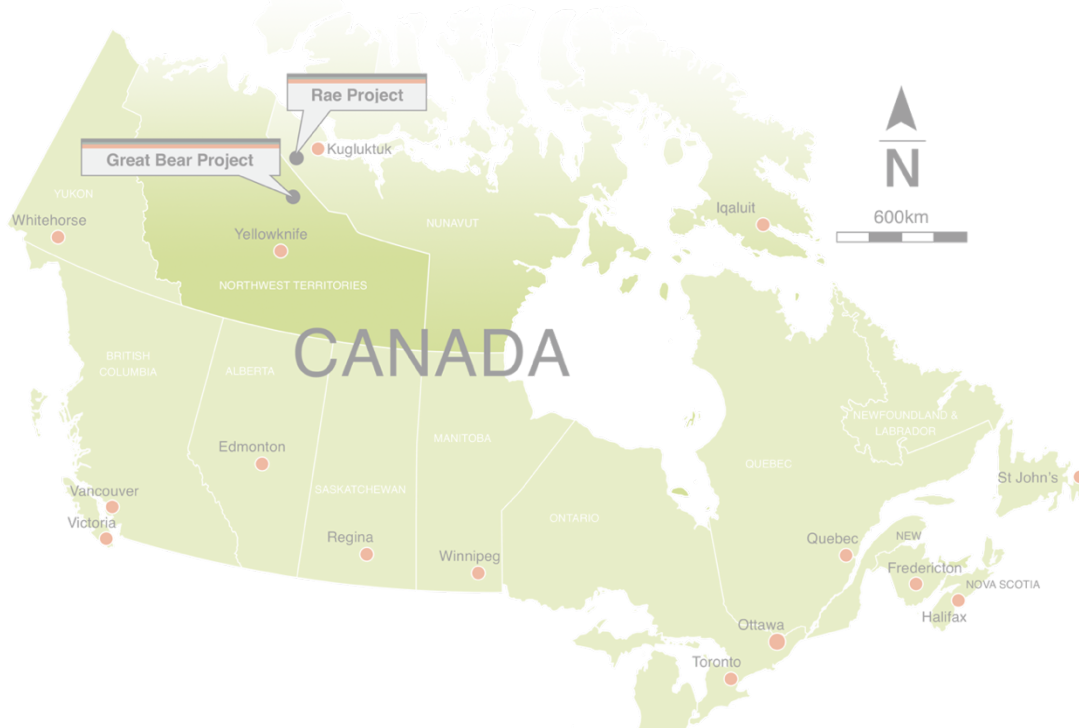 Rae Project
Great Bear Project
Kugluktuk
YUKON
Whitehorse
Iqaluit
N
600km
NUNAVUT
Yellowknife
NORTHWEST TERRITORIES
CANADA
BRITISH
COLUMBIA
ALBERTA
NEWFOUNDLAND &
LABRADOR
MANITOBA
Edmonton
QUEBEC
St John's
SASKATCHEWAN
Vancouver
Victoria
ONTARIO
Regina
Winnipeg
Quebec
NEW
Fredericton
NOVA SCOTIA
Halifax
Ottawa
Toronto